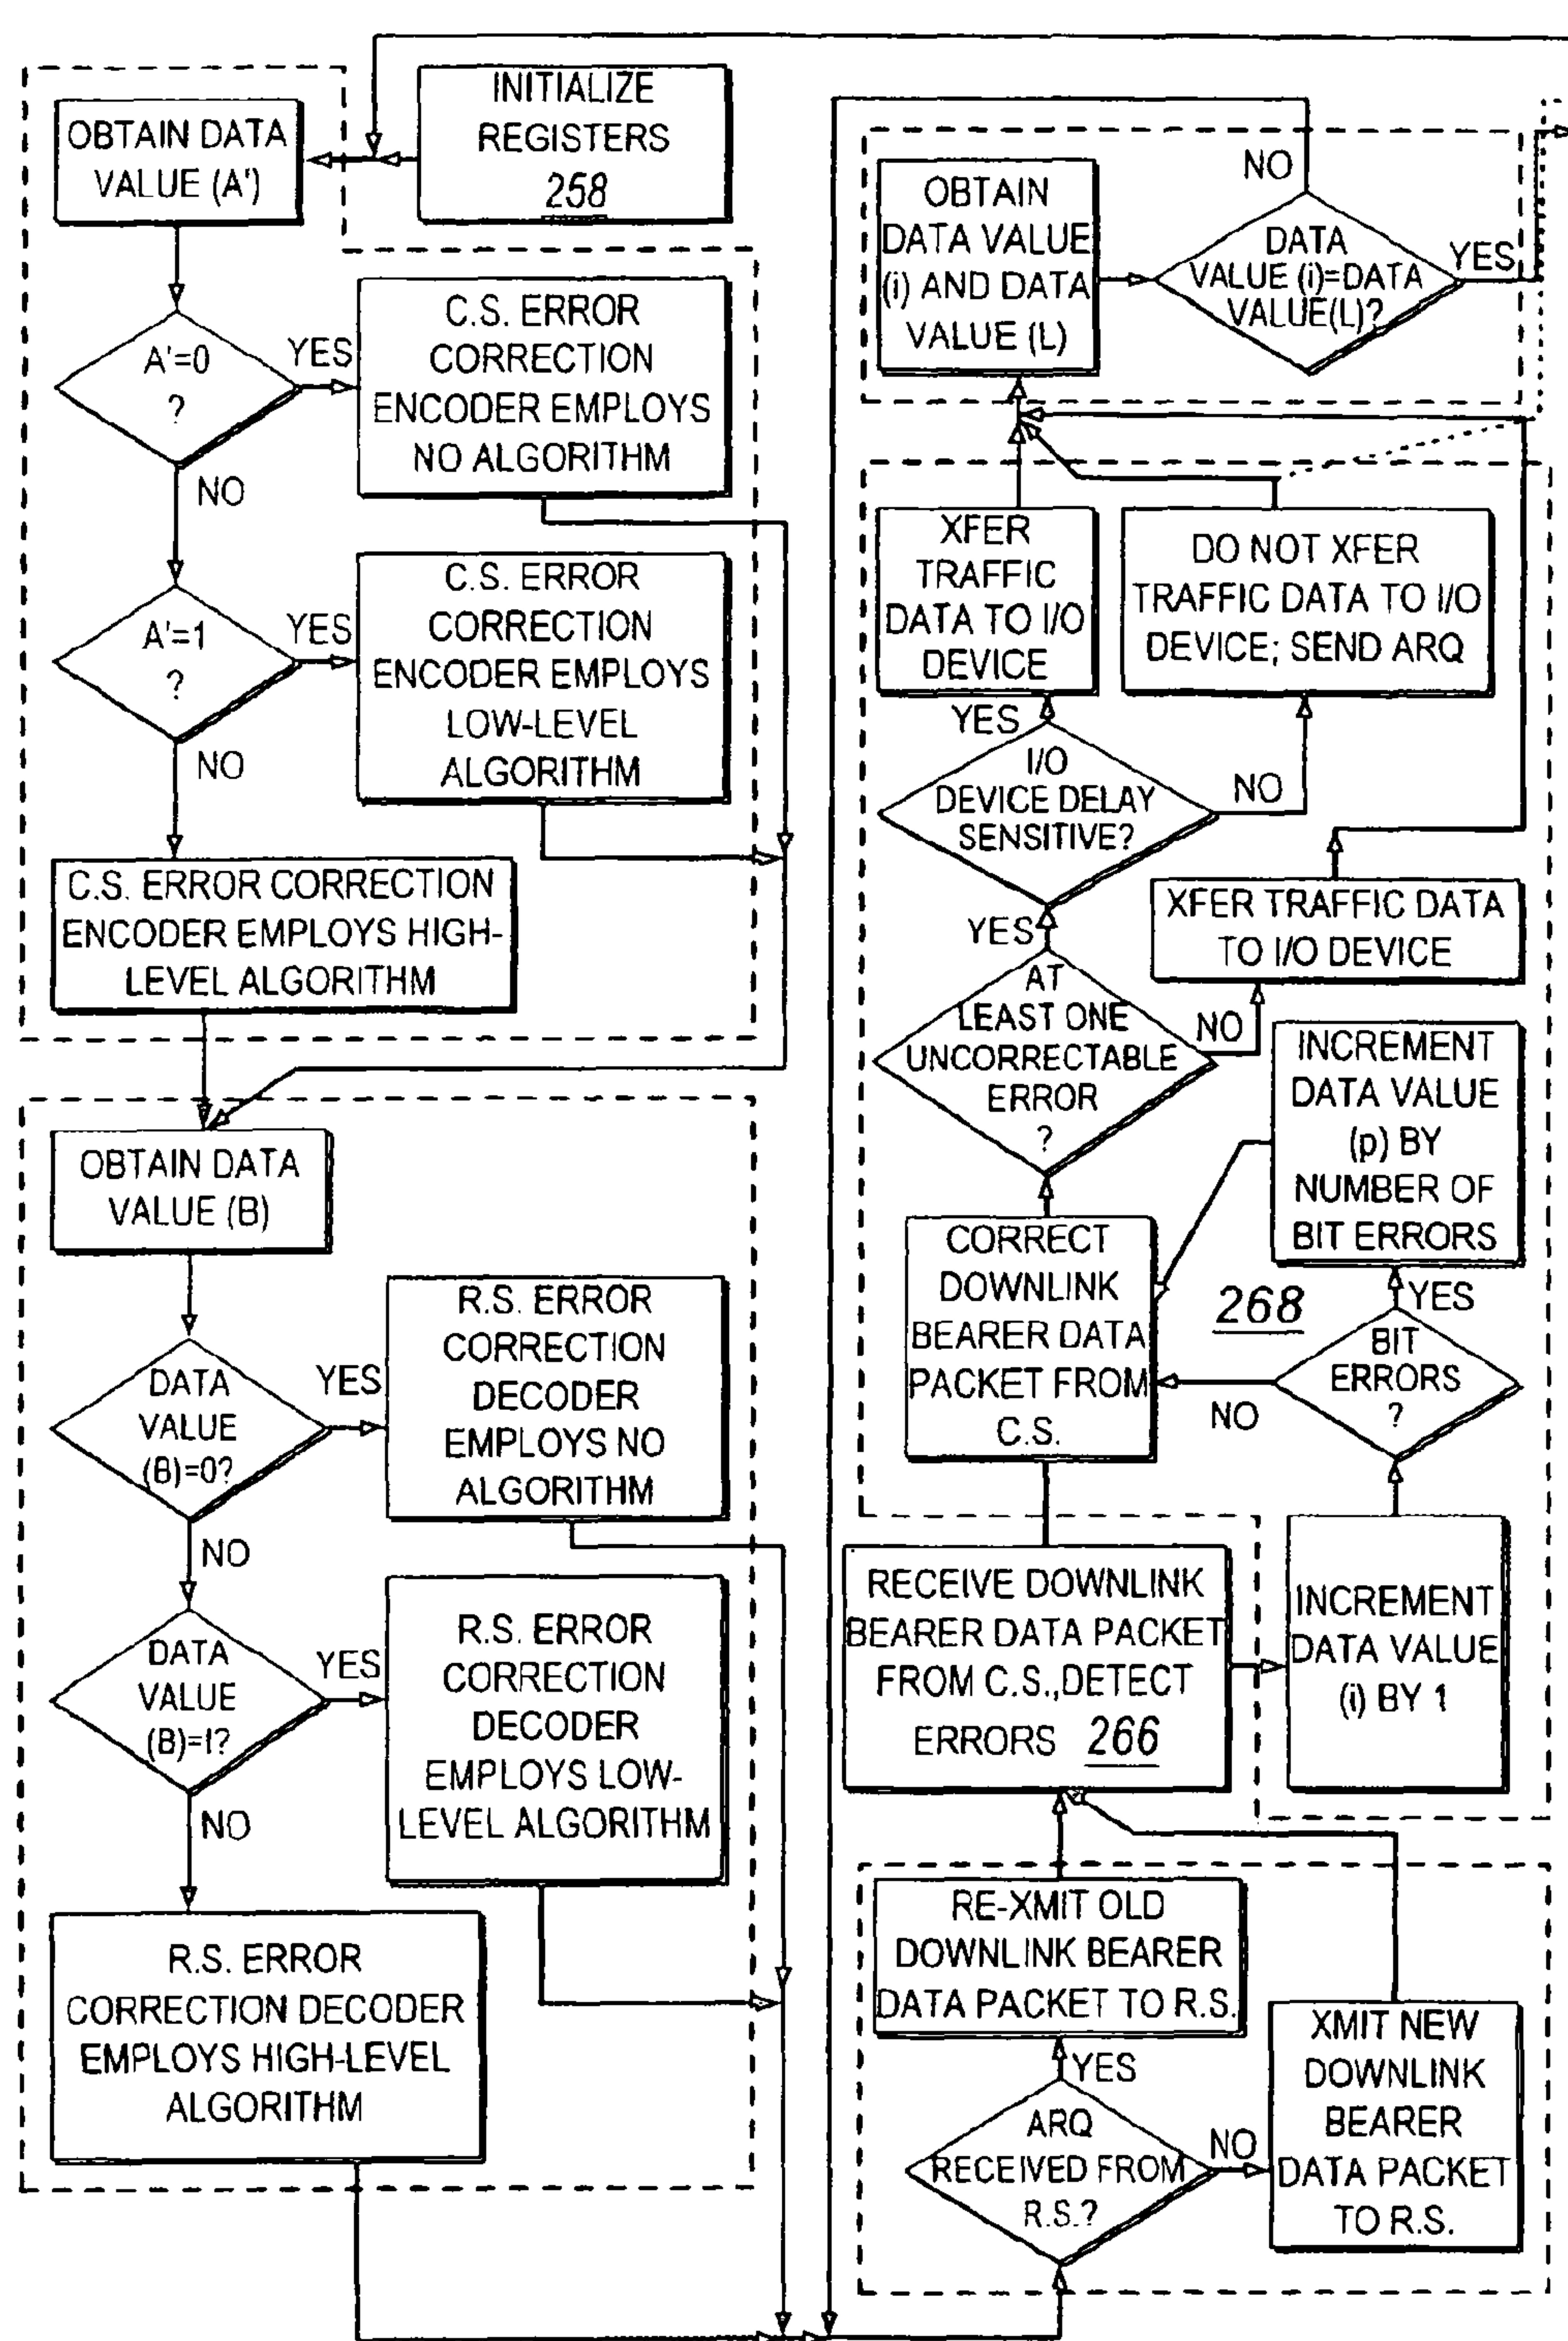 INITIALIZE
REGISTERS
258
OBTAIN DATA
VALUE (A')
A'=0
?
YES
NO
C.S. ERROR
CORRECTION
ENCODER EMPLOYS
NO ALGORITHM
A'=1
?
YES
NO
C.S. ERROR
CORRECTION
ENCODER EMPLOYS
LOW-LEVEL
ALGORITHM
C.S. ERROR CORRECTION
ENCODER EMPLOYS HIGH-
LEVEL ALGORITHM
OBTAIN DATA
VALUE (B)
DATA
VALUE
(B)=0?
YES
NO
R.S. ERROR
CORRECTION
DECODER
EMPLOYS NO
ALGORITHM
DATA
VALUE
(B)=1?
YES
NO
R.S. ERROR
CORRECTION
DECODER
EMPLOYS LOW-
LEVEL ALGORITHM
R.S. ERROR
CORRECTION DECODER
EMPLOYS HIGH-LEVEL
ALGORITHM
OBTAIN
DATA VALUE
(i) AND DATA
VALUE (L)
NO
DATA
VALUE (i)=DATA
VALUE(L)?
YES
XFER
TRAFFIC
DATA TO I/O
DEVICE
DO NOT XFER
TRAFFIC DATA TO I/O
DEVICE; SEND ARQ
YES
I/O
DEVICE DELAY
SENSITIVE?
NO
XFER TRAFFIC DATA
TO I/O DEVICE
YES
AT
LEAST ONE
UNCORRECTABLE
ERROR
?
NO
INCREMENT
DATA VALUE
(p) BY
NUMBER OF
BIT ERRORS
CORRECT
DOWNLINK
BEARER DATA
PACKET FROM
C.S.
268
YES
BIT
ERRORS
?
NO
RECEIVE DOWNLINK
BEARER DATA PACKET
FROM C.S.,DETECT
ERRORS 266
INCREMENT
DATA VALUE
(i) BY 1
RE-XMIT OLD
DOWNLINK BEARER
DATA PACKET TO R.S.
YES
ARQ
RECEIVED FROM
R.S.?
NO
XMIT NEW
DOWNLINK
BEARER
DATA PACKET
TO R.S.